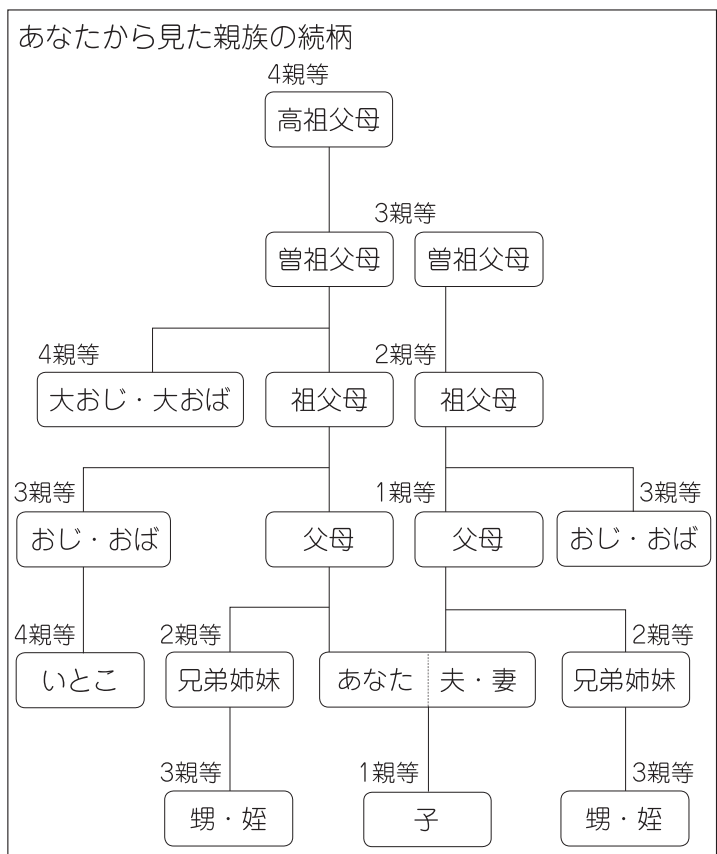 あなたから見た親族の続柄
4親等
高祖父母
3親等
曽祖父母 曽祖父母
4親等 2親等
大おじ・大おば 祖父母 祖父母
3親等 1親等 3親等
おじ・おば 父母 父母 おじ・おば
4親等 2親等 2親等
いとこ 兄弟姉妹 あなた 夫・妻 兄弟姉妹
3親等 1親等 3親等
甥・姪 子 甥・姪